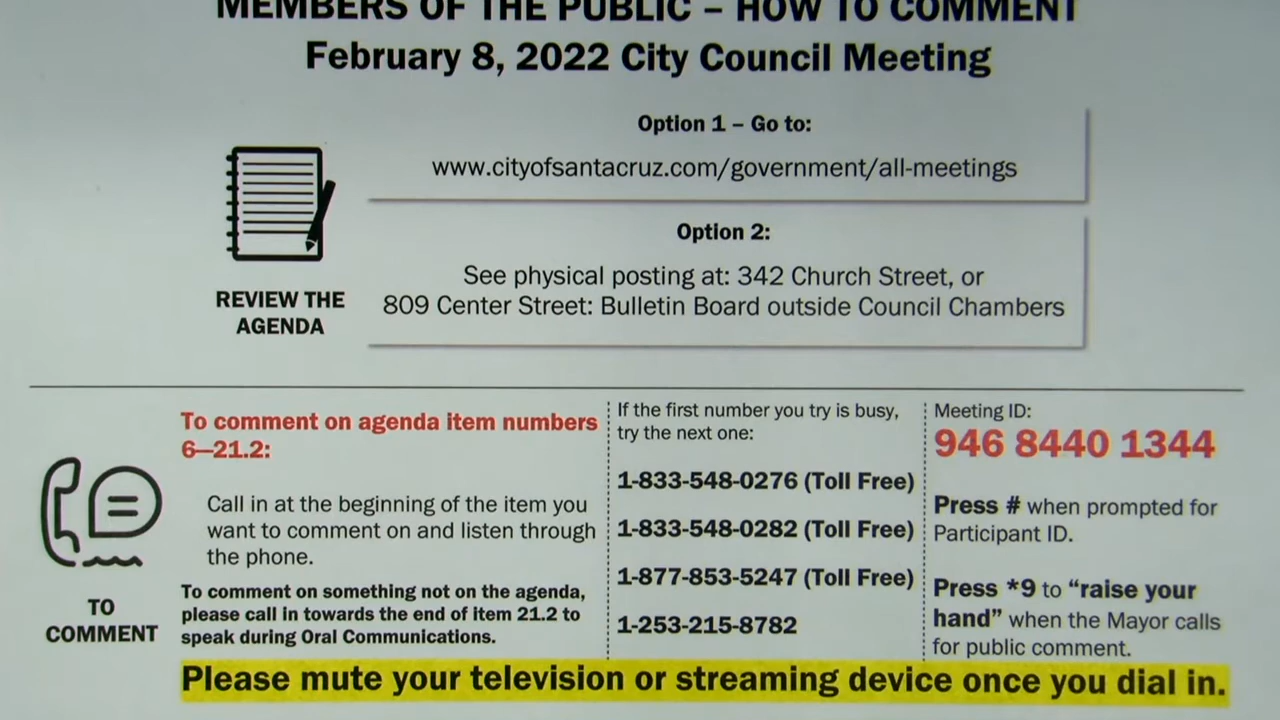 MEMBERS OF THE PUBLIC – HOW TO COMMENT
February 8, 2022 City Council Meeting
Option 1 – Go to:
www.cityofsantacruz.com/government/all-meetings
Option 2:
See physical posting at: 342 Church Street, or
809 Center Street: Bulletin Board outside Council Chambers
REVIEW THE
AGENDA
To comment on agenda item numbers
6—21.2:
Call in at the beginning of the item you
want to comment on and listen through
the phone.
To comment on something not on the agenda,
please call in towards the end of item 21.2 to
speak during Oral Communications.
TO
COMMENT
If the first number you try is busy,
try the next one:
1-833-548-0276 (Toll Free)
1-833-548-0282 (Toll Free)
1-877-853-5247 (Toll Free)
1-253-215-8782
Meeting ID:
946 8440 1344
Press # when prompted for
Participant ID.
Press *9 to “raise your
hand” when the Mayor calls
for public comment.
Please mute your television or streaming device once you dial in.